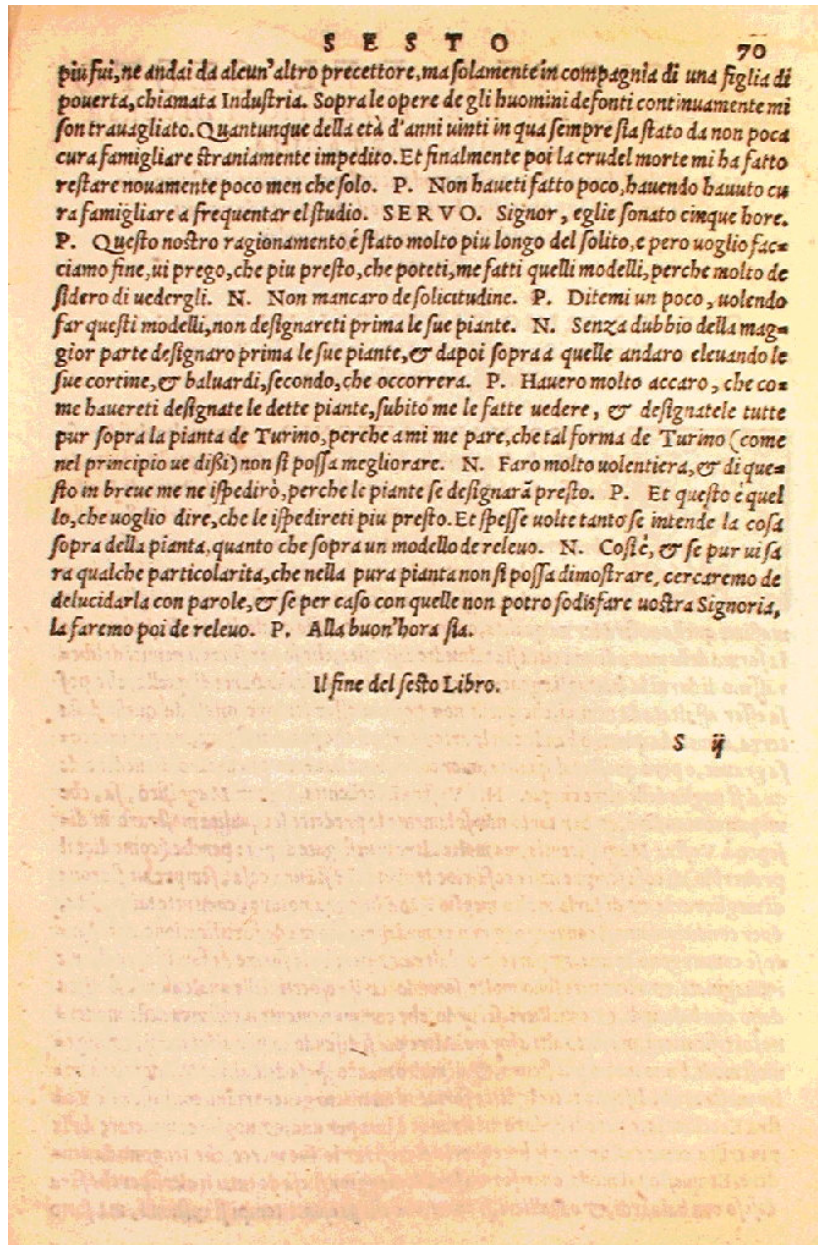 SESTO 70
piu fui, ne andai da alcun'altro precettore, ma solamente in compagnia di una figlia di
pouerta, chiamata Industria. Sopra le opere de gli huomini defonti continuamente mi
son trauagliato. Quantunque della età d'anni uinti in qua sempre sia stato da non poca
cura famigliare straniamente impedito. Et finalmente poi la crudel morte mi ha fatto
restare nouamente poco men che solo. P. Non haueti fatto poco, hauendo hauuto cu
ra famigliare a frequentar el studio. SERVO. Signor, eglie sonato cinque hore.
P. Questo nostro ragionamento é stato molto piu longo del solito, e pero uoglio fac=
ciamo fine, ui prego, che piu presto, che poteti, me fatti quelli modelli, perche molto de
sidero di uedergli. N. Non mancaro de solicitudine. P. Ditemi un poco, uolendo
far questi modelli, non designareti prima le sue piante. N. Senza dubbio della mag=
gior parte designaro prima le sue piante, & dapoi sopra a quelle andaro eleuando le
sue cortine, & baluardi, secondo, che occorrera. P. Hauero molto accaro, che co=
me hauereti designate le dette piante, subito me le fatte uedere, & designatele tutte
pur sopra la pianta de Turino, perche a mi me pare, che tal forma de Turino (come
nel principio ue dissi) non si possa megliorare. N. Faro molto uolentiera, & di que=
sto in breue me ne ispedirò, perche le piante se designarã presto. P. Et questo è quel
lo, che uoglio dire, che le ispedireti piu presto. Et spesse uolte tanto se intende la cosa
sopra della pianta, quanto che sopra un modello de releuo. N. Cosi é, & se pur ui sa
ra qualche particolarita, che nella pura pianta non si possa dimostrare, cercaremo de
delucidarla con parole, & se per caso con quelle non potro sodisfare uostra Signoria,
la faremo poi de releuo. P. Alla buon'hora sia.
Il fine del sesto Libro.
S ij